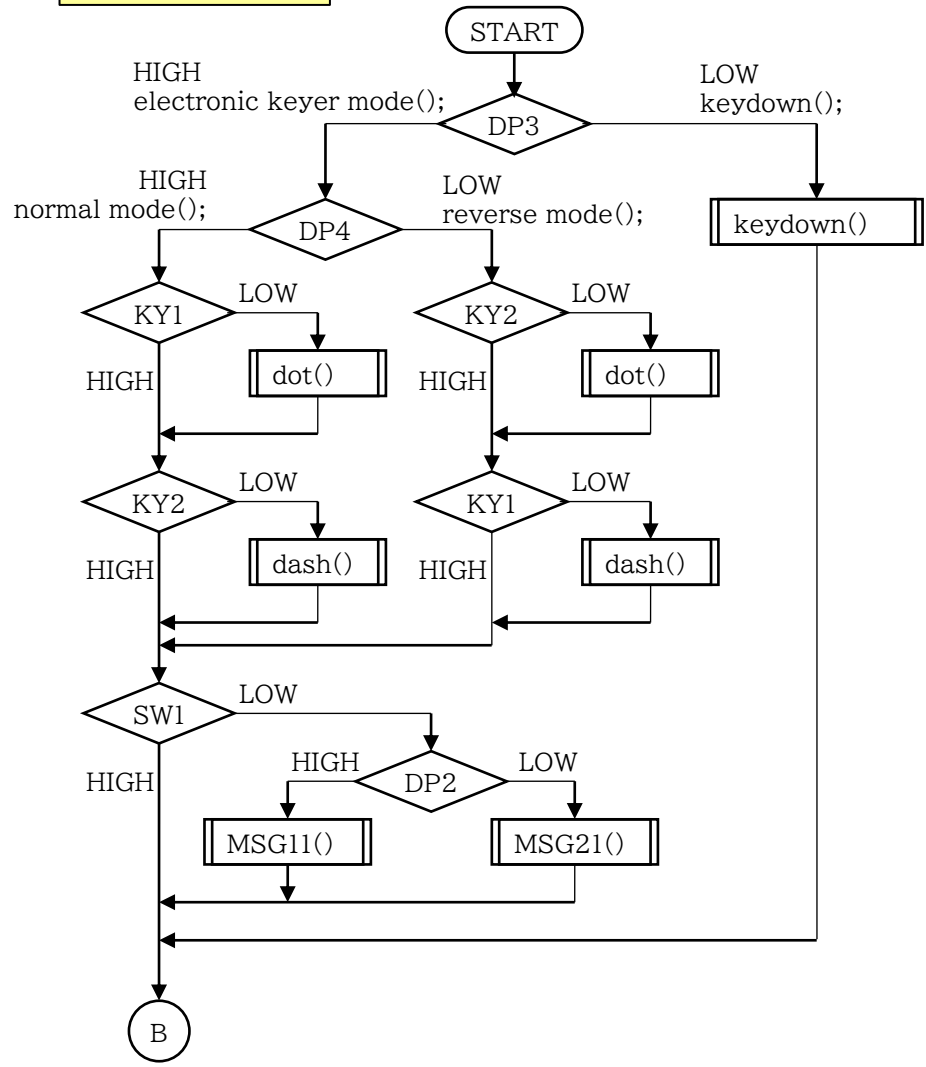 START
HIGH
electronic keyer mode();
LOW
keydown();
DP3
HIGH
normal mode();
LOW
reverse mode();
DP4
keydown()
KY1
LOW
KY2
LOW
HIGH
dot()
HIGH
dot()
KY2
LOW
KY1
LOW
HIGH
dash()
HIGH
dash()
SW1
LOW
HIGH
HIGH
DP2
LOW
MSG11()
MSG21()
B